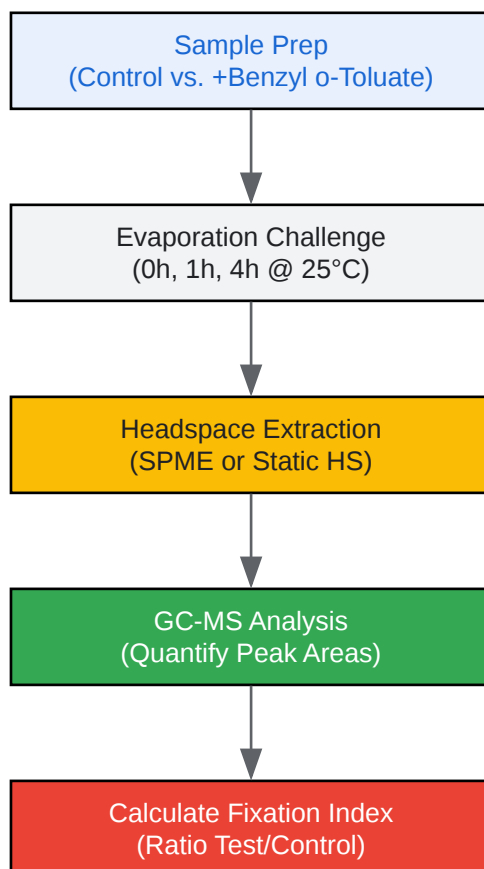 Sample Prep
(Control vs. +Benzyl o-Toluate)
Evaporation Challenge
(0h, 1h, 4h @ 25°C)
Headspace Extraction
(SPME or Static HS)
GC-MS Analysis
(Quantify Peak Areas)
Calculate Fixation Index
(Ratio Test/Control)